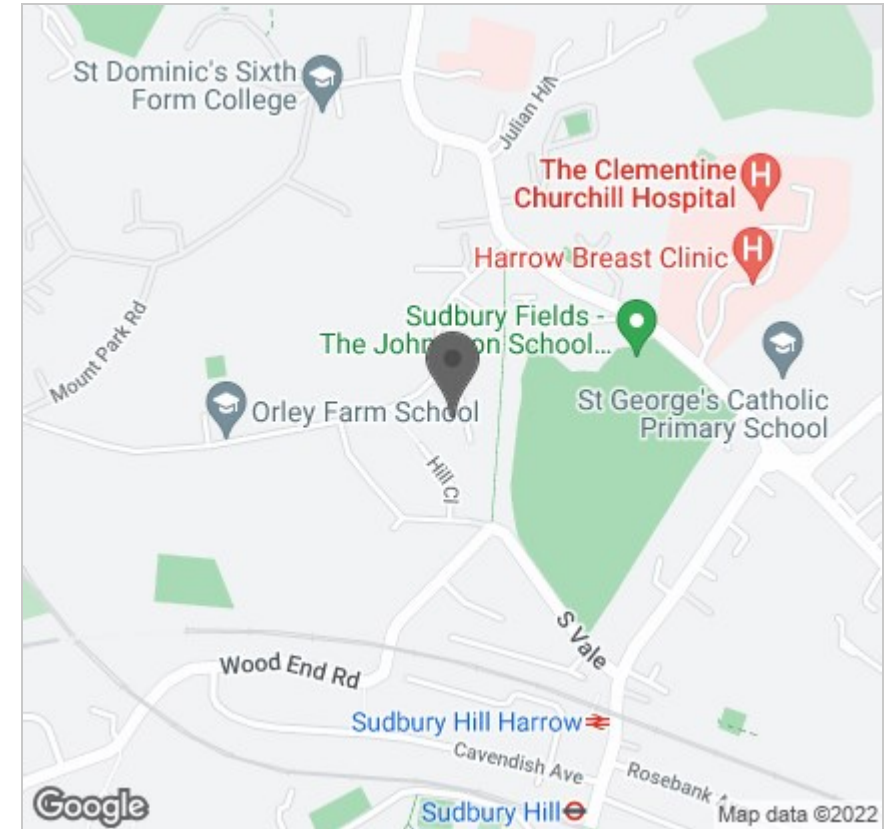 St Dominic's Sixth
Form College
Julian H/
The Clementine
Churchill Hospital
Harrow Breast Clinic
Sudbury Fields -
The John on School...
Mount Park Rd
Orley Farm School
St George's Catholic
Primary School
Hill Cl
S Vale
Wood End Rd
Sudbury Hill Harrow
Cavendish Ave
Rosebank A
Sudbury Hill
Google
Map data ©2022